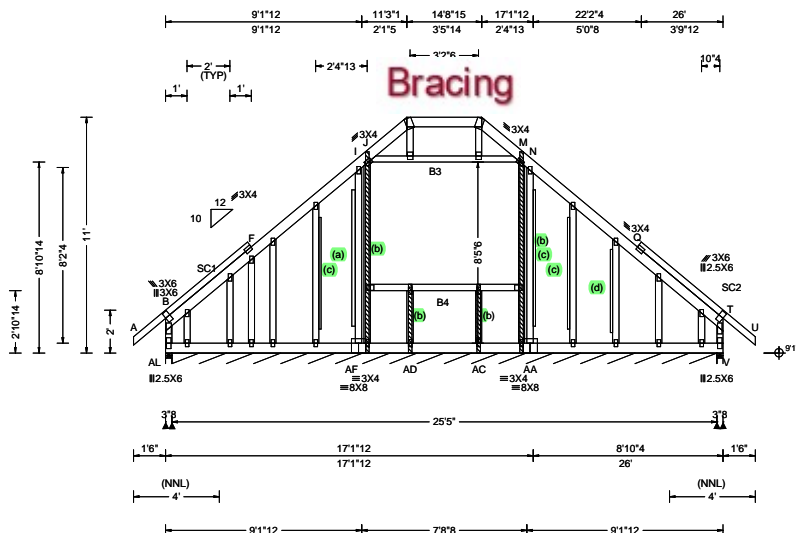 9'1"12 11'3"1 14'8"15 17'1"12 22'2"4 26'
9'1"12 2'1"5 3'5"14 2'4"13 5'0"8 3'9"12
3'2"6
2' 2'4"13 10"4
(TYP)
1' 1'
Bracing
3X4 3X4
J M
I N
B3
12 3X4
10
11'
8'10"14
8'2"4
2'10"14
2'
8'5"6
F 3X4
Q
(a) (b) (b)
(c) (c)
(c)
(d)
SC1
3X6 3X6
3X6 2.5X6
B SC2
T
B4
(b) (b)
A U
AL AF AD AC AA V
9'1"
2.5X6 3X4 3X4 2.5X6
8X8 8X8
3"8 3"8
25'5"
1'6" 17'1"12 8'10"4 1'6"
17'1"12 26'
(NNL) (NNL)
4' 4'
9'1"12 7'8"8 9'1"12